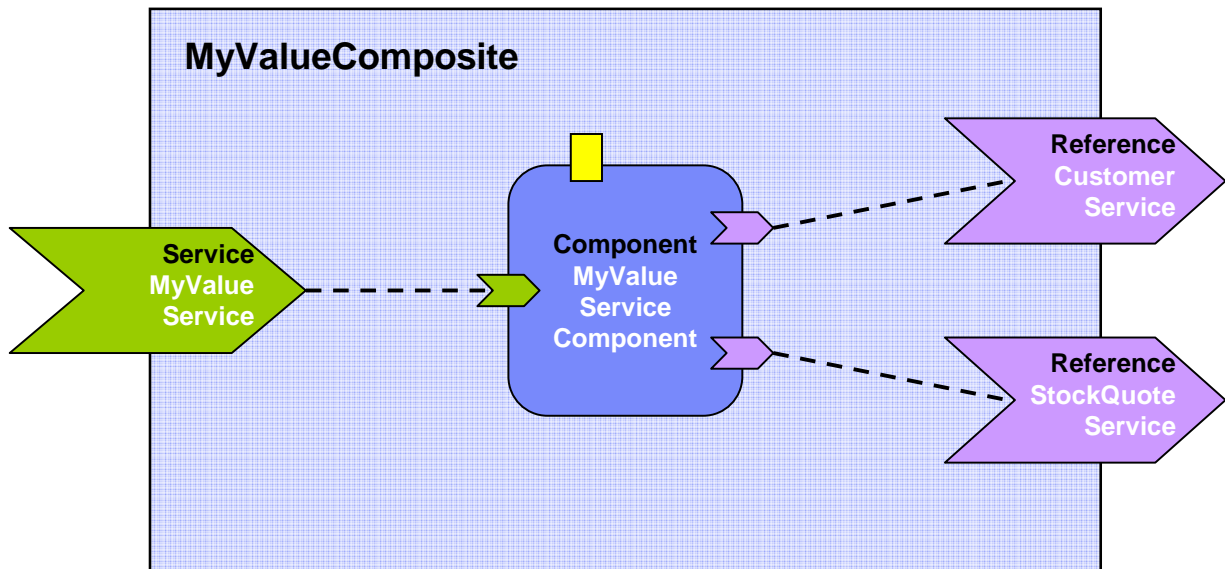 MyValueComposite
Service
MyValue
Service
Component
MyValue
Service
Component
Reference
Customer
Service
Reference
StockQuote
Service